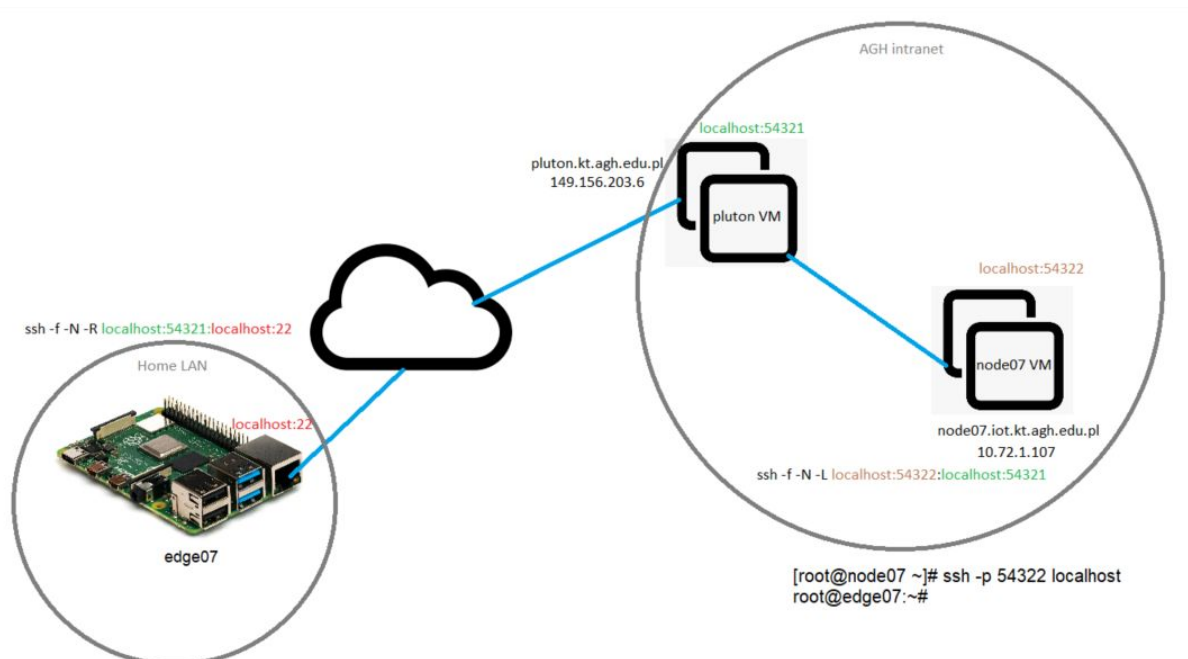 AGH intranet
localhost:54321
pluton.kt.agh.edu.pl
149.156.203.6
pluton VM
localhost:54322
ssh -f -N -R localhost:54321:localhost:22
Home LAN
localhost:22
node07 VM
node07.iot.kt.agh.edu.pl
10.72.1.107
ssh -f -N -L localhost:54322:localhost:54321
edge07
[root@node07 ~]# ssh -p 54322 localhost
root@edge07:~#